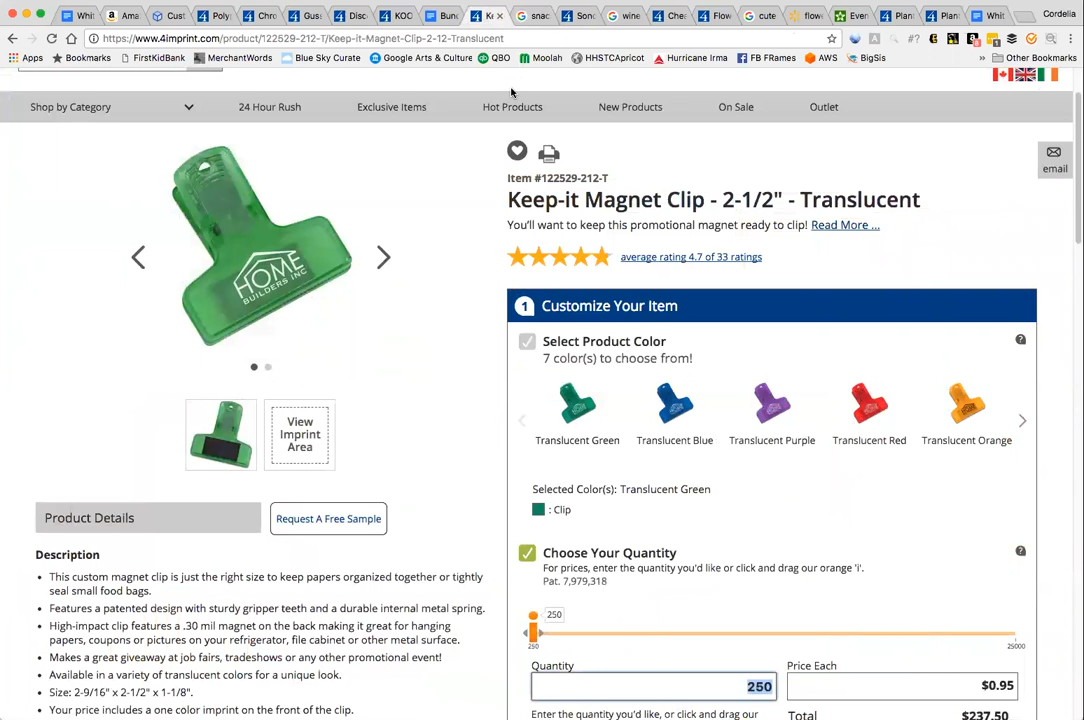 Whit
Ama
Cust
Poly
Chro
Gus
Disc
KOO
Bun
Ke
snac
Sono
wine
Chea
Flow
cute
flow
Even
Plan
Plan
Whit
Cordelia
https://www.4imprint.com/product/122529-212-T/Keep-it-Magnet-Clip-2-12-Translucent
Apps
Bookmarks
FirstKidBank
MerchantWords
Blue Sky Curate
Google Arts & Culture
QBO
Moolah
HHSTCApricot
Hurricane Irma
FB FRames
AWS
BigSis
» Other Bookmarks
Shop by Category
24 Hour Rush
Exclusive Items
Hot Products
New Products
On Sale
Outlet
email
HOME
BUILDERS INC
Item #122529-212-T
Keep-it Magnet Clip - 2-1/2" - Translucent
You'll want to keep this promotional magnet ready to clip! Read More ...
average rating 4.7 of 33 ratings
1 Customize Your Item
Select Product Color
7 color(s) to choose from!
Translucent Green
Translucent Blue
Translucent Purple
Translucent Red
Translucent Orange
Selected Color(s): Translucent Green
: Clip
View
Imprint
Area
Product Details
Request A Free Sample
Description
• This custom magnet clip is just the right size to keep papers organized together or tightly
seal small food bags.
• Features a patented design with sturdy gripper teeth and a durable internal metal spring.
• High-impact clip features a .30 mil magnet on the back making it great for hanging
papers, coupons or pictures on your refrigerator, file cabinet or other metal surface.
• Makes a great giveaway at job fairs, tradeshows or any other promotional event!
• Available in a variety of translucent colors for a unique look.
• Size: 2-9/16" x 2-1/2" x 1-1/8".
• Your price includes a one color imprint on the front of the clip.
Choose Your Quantity
For prices, enter the quantity you'd like or click and drag our orange 'i'.
Pat. 7,979,318
250
250
25000
Quantity
Price Each
250
$0.95
Enter the quantity you'd like, or click and drag our
Total
$237.50